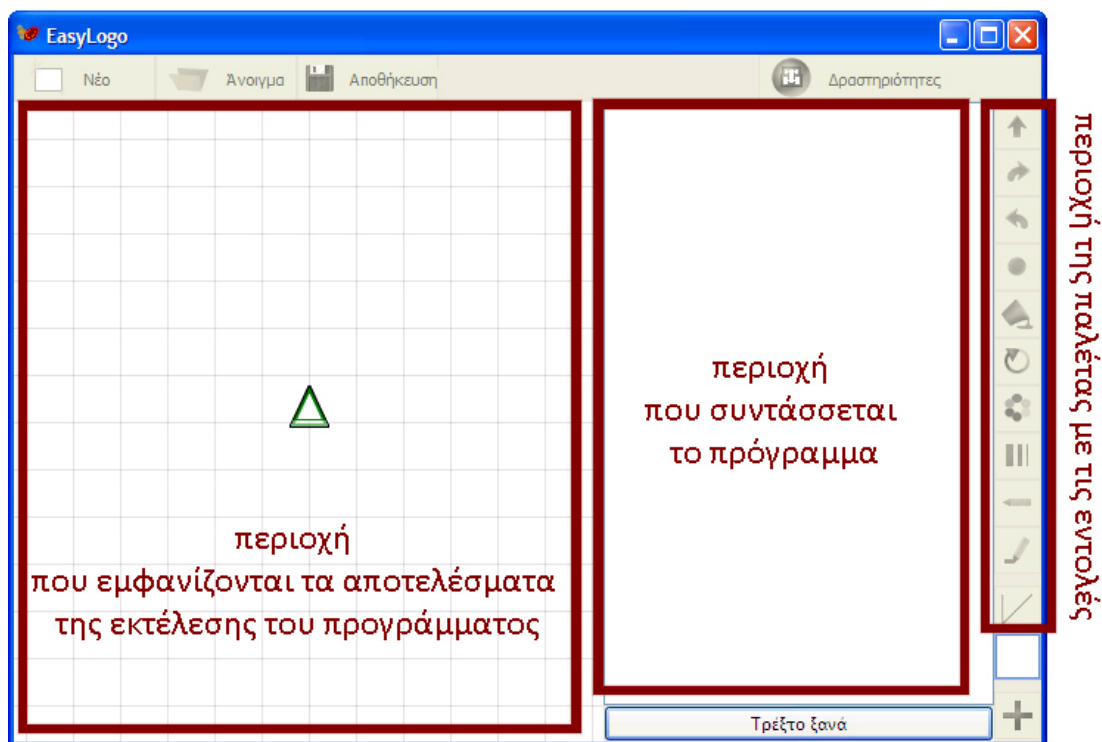 EasyLogo
Νέο
Άνοιγμα
Αποθήκευση
Δραστηριότητες
περιοχή
που εμφανίζονται τα αποτελέσματα
της εκτέλεσης του προγράμματος
περιοχή
που συντάσσεται
το πρόγραμμα
περιοχή της παλέτας με τις εντολές
Τρέξτο ξανά